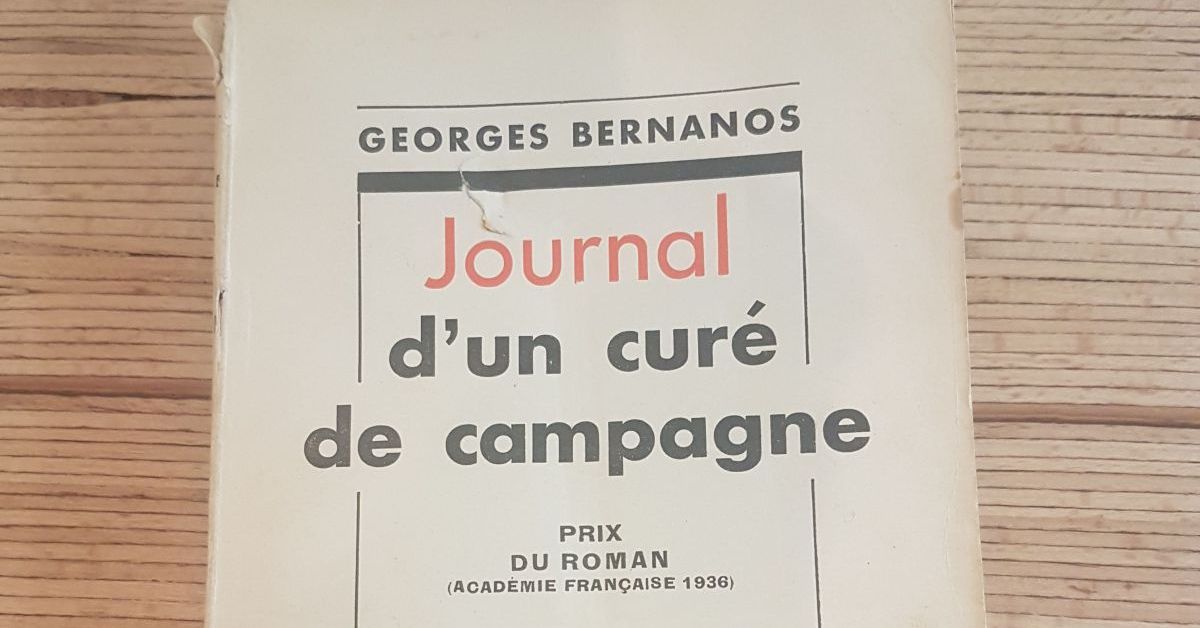 GEORGES BERNANOS
Journal
d'un curé
de campagne
PRIX
DU ROMAN
(ACADÉMIE FRANÇAISE 1936)